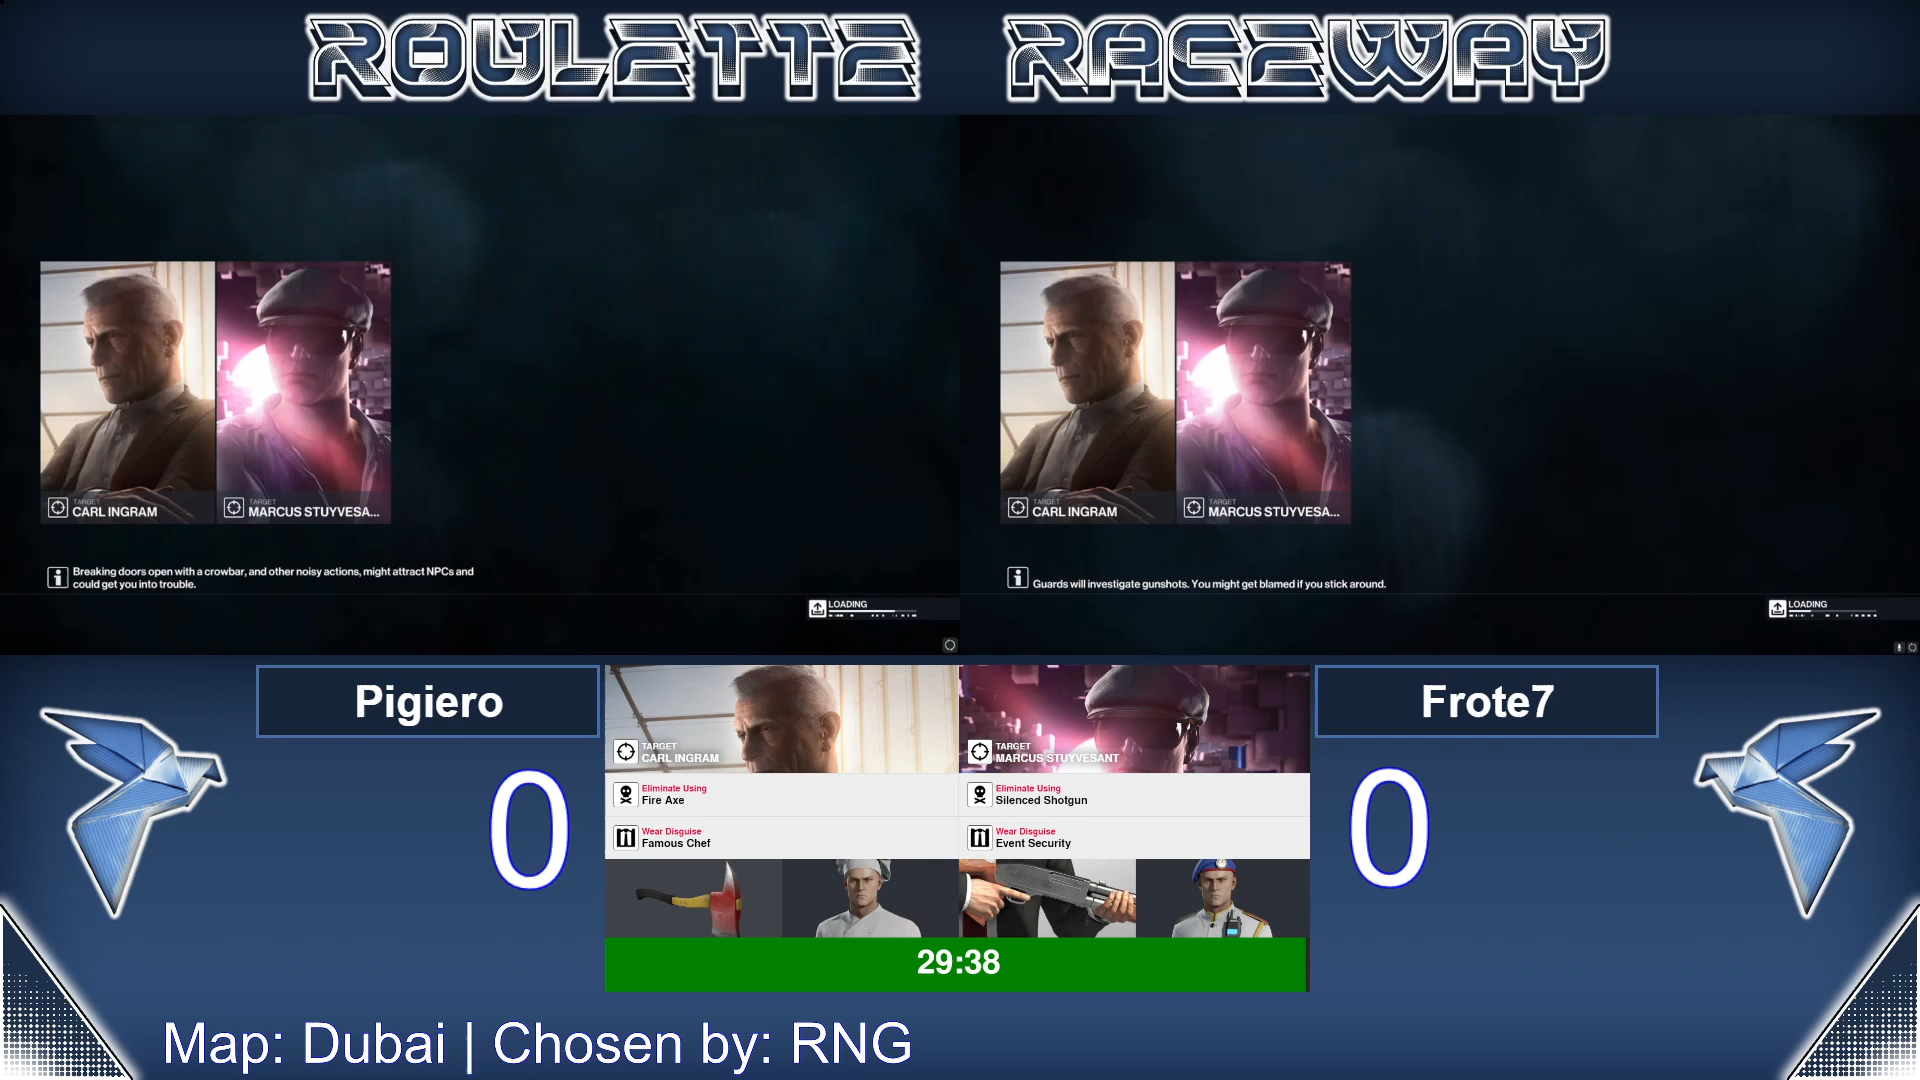 ROULETTE RACEWAY
TARGET
CARL INGRAM
TARGET
MARCUS STUYVESA...
Breaking doors open with a crowbar, and other noisy actions, might attract NPCs and
could get you into trouble.
LOADING
TARGET
CARL INGRAM
TARGET
MARCUS STUYVESA...
Guards will investigate gunshots. You might get blamed if you stick around.
LOADING
Pigiero
0
TARGET
CARL INGRAM
Eliminate Using
Fire Axe
Wear Disguise
Famous Chef
TARGET
MARCUS STUYVESANT
Eliminate Using
Silenced Shotgun
Wear Disguise
Event Security
29:38
Frote7
0
Map: Dubai | Chosen by: RNG